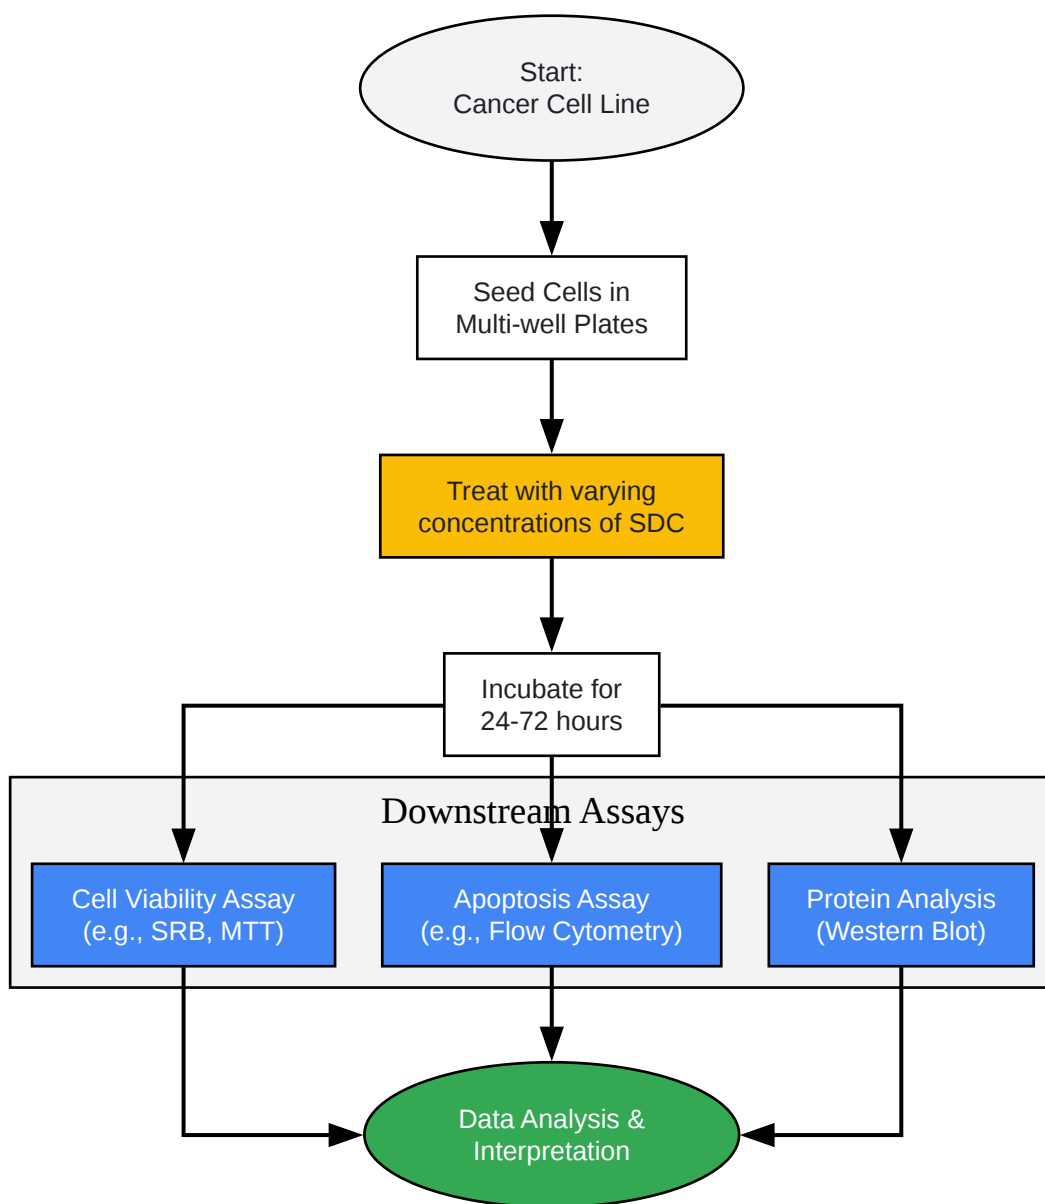 Start:
Cancer Cell Line
Seed Cells in
Multi-well Plates
Treat with varying
concentrations of SDC
Incubate for
24-72 hours
Downstream Assays
Cell Viability Assay
(e.g., SRB, MTT)
Apoptosis Assay
(e.g., Flow Cytometry)
Protein Analysis
(Western Blot)
Data Analysis &
Interpretation